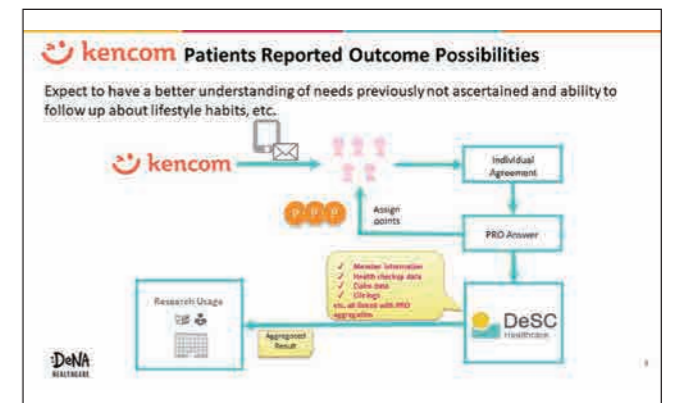 kencom Patients Reported Outcome Possibilities
Expect to have a better understanding of needs previously not ascertained and ability to
follow up about lifestyle habits, etc.
kencom
Individual
Agreement
P P P
Assign
points
PRO Answer
✓ Member information
✓ Health checkup data
✓ Claim data
etc. all linked with PRO
aggregation
Research Usage
DeSC
Healthcare
Aggregated
Result
:DeNA
HEALTHCARE